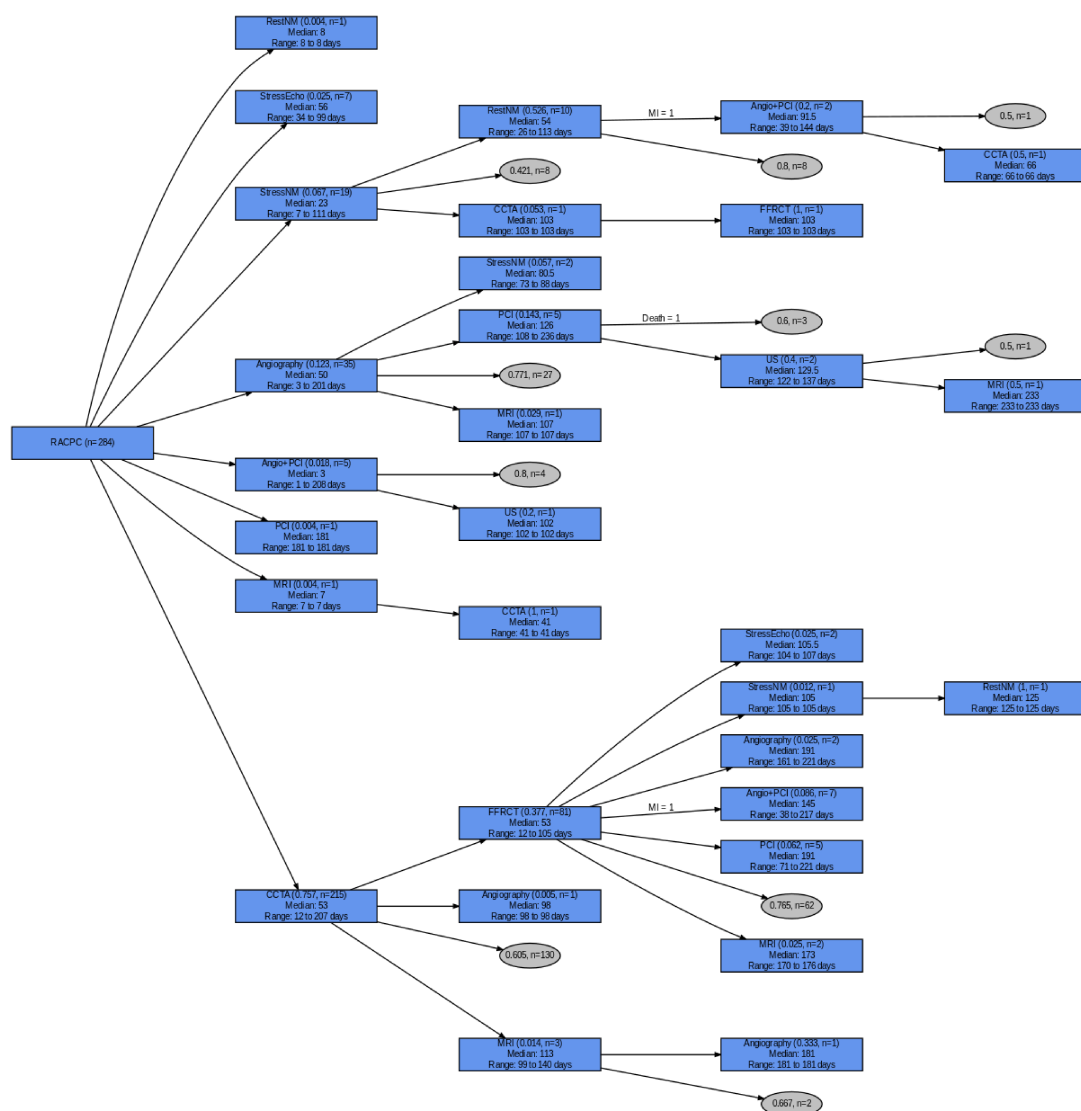 RestNM (0.004, n=1)
Median: 8
Range: 8 to 8 days
StressEcho (0.025, n=7)
Median: 56
Range: 34 to 99 days
RestNM (0.526, n=10)
Median: 54
Range: 26 to 113 days
MI = 1
Angio+PCI (0.2, n=2)
Median: 91.5
Range: 39 to 144 days
0.5, n=1
CCTA (0.5, n=1)
Median: 66
Range: 66 to 66 days
0.8, n=8
StressNM (0.067, n=19)
Median: 23
Range: 7 to 111 days
0.421, n=8
CCTA (0.053, n=1)
Median: 103
Range: 103 to 103 days
FFRCT (1, n=1)
Median: 103
Range: 103 to 103 days
StressNM (0.057, n=2)
Median: 80.5
Range: 73 to 88 days
PCI (0.143, n=5)
Median: 126
Range: 108 to 236 days
Death = 1
0.6, n=3
US (0.4, n=2)
Median: 129.5
Range: 122 to 137 days
0.5, n=1
MRI (0.5, n=1)
Median: 233
Range: 233 to 233 days
Angiography (0.123, n=35)
Median: 50
Range: 3 to 201 days
0.771, n=27
MRI (0.029, n=1)
Median: 107
Range: 107 to 107 days
RACPC (n=284)
Angio+PCI (0.018, n=5)
Median: 3
Range: 1 to 208 days
0.8, n=4
US (0.2, n=1)
Median: 102
Range: 102 to 102 days
PCI (0.004, n=1)
Median: 181
Range: 181 to 181 days
MRI (0.004, n=1)
Median: 7
Range: 7 to 7 days
CCTA (1, n=1)
Median: 41
Range: 41 to 41 days
StressEcho (0.025, n=2)
Median: 105.5
Range: 104 to 107 days
StressNM (0.012, n=1)
Median: 105
Range: 105 to 105 days
RestNM (1, n=1)
Median: 125
Range: 125 to 125 days
Angiography (0.025, n=2)
Median: 191
Range: 161 to 221 days
FFRCT (0.377, n=81)
Median: 53
Range: 12 to 105 days
MI = 1
Angio+PCI (0.086, n=7)
Median: 145
Range: 38 to 217 days
PCI (0.062, n=5)
Median: 191
Range: 71 to 221 days
0.765, n=62
MRI (0.025, n=2)
Median: 173
Range: 170 to 176 days
CCTA (0.757, n=215)
Median: 53
Range: 12 to 207 days
Angiography (0.005, n=1)
Median: 98
Range: 98 to 98 days
0.605, n=130
MRI (0.014, n=3)
Median: 113
Range: 99 to 140 days
Angiography (0.333, n=1)
Median: 181
Range: 181 to 181 days
0.667, n=2